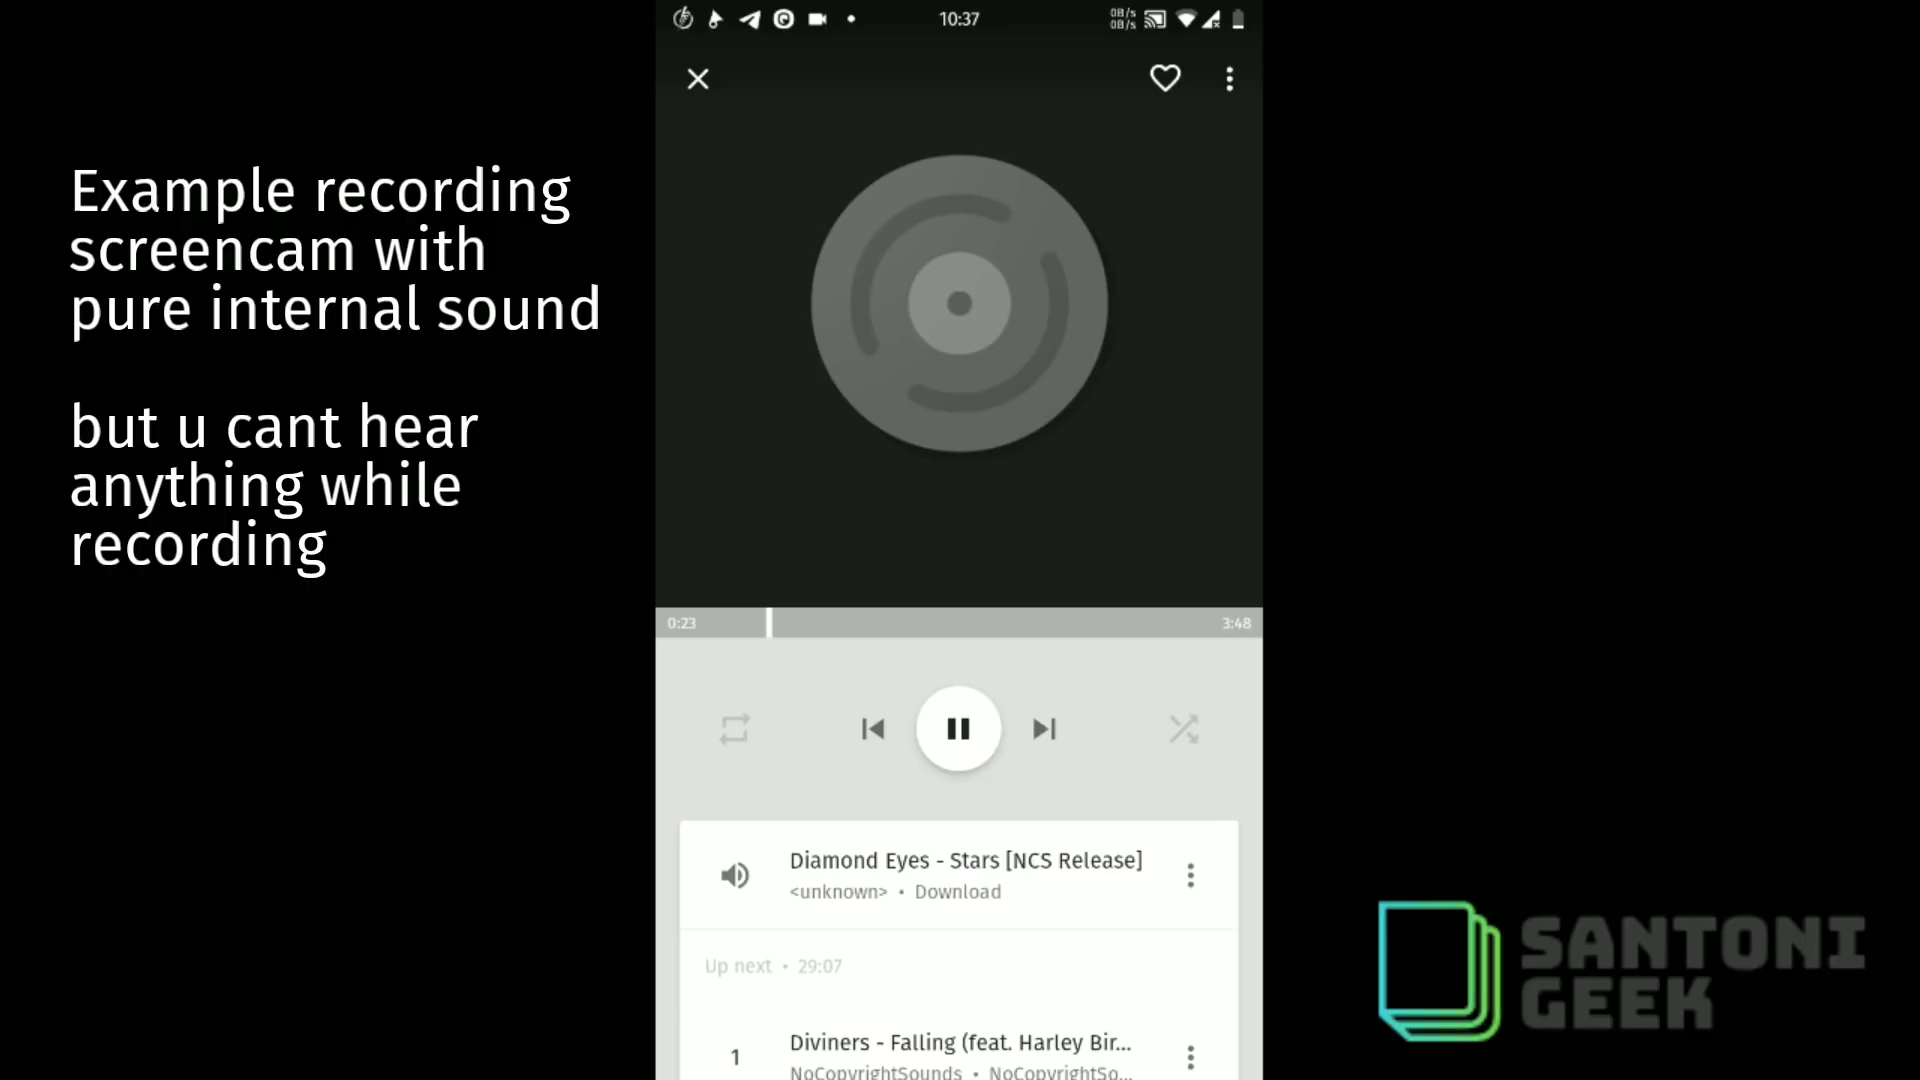 10:37
0B/s
0B/s
Example recording
screencam with
pure internal sound
but u cant hear
anything while
recording
0:23
3:48
Diamond Eyes - Stars [NCS Release]
<unknown> • Download
Up next • 29:07
1
Diviners - Falling (feat. Harley Bir...
NoCopyrightSounds • NoCopyrightSo...
SANTONI
GEEK